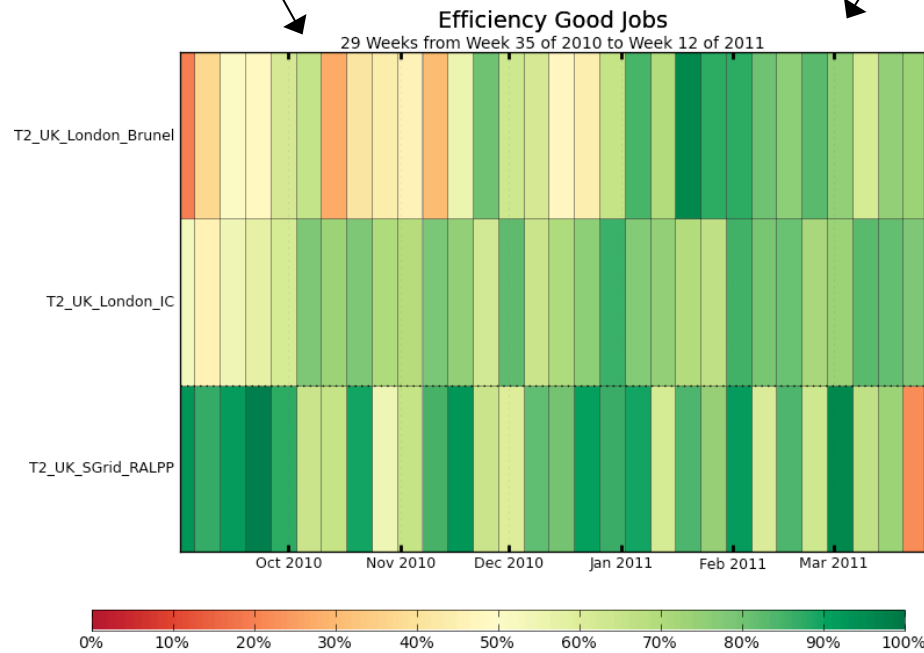 Efficiency Good Jobs
29 Weeks from Week 35 of 2010 to Week 12 of 2011
T2_UK_London_Brunel
T2_UK_London_IC
T2_UK_SGrid_RALPP
Oct 2010 Nov 2010 Dec 2010 Jan 2011 Feb 2011 Mar 2011
0% 10% 20% 30% 40% 50% 60% 70% 80% 90% 100%